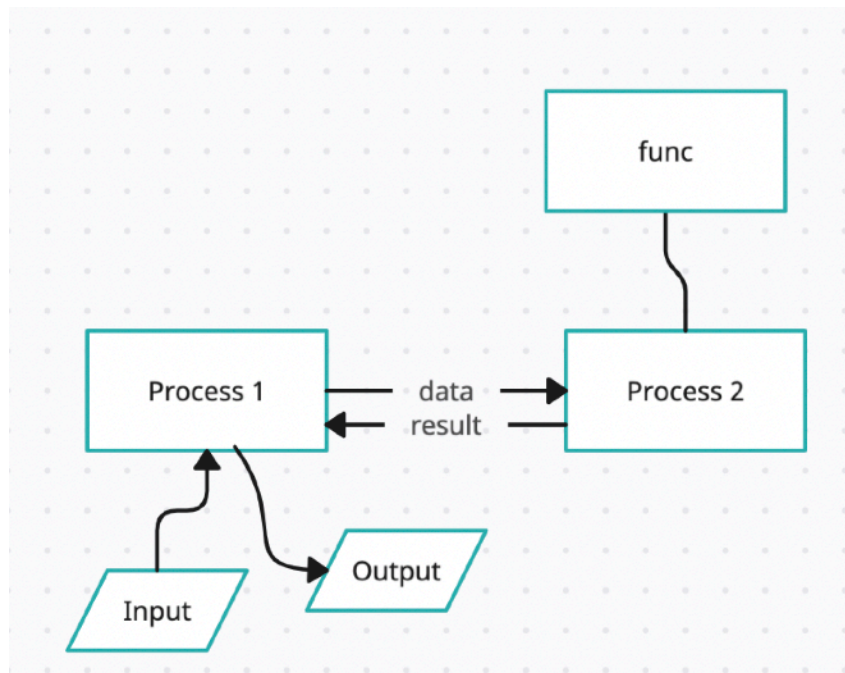 func
Process 1
data
Process 2
result
Output
Input